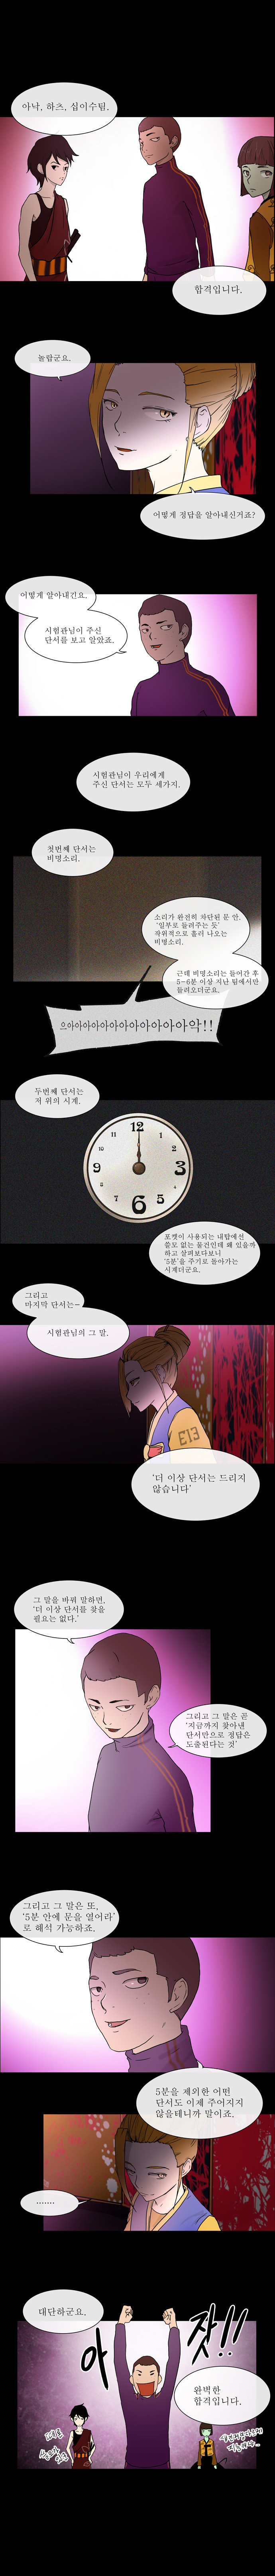 아낙, 하츠, 십이수팀.
합격입니다.
놀랍군요.
어떻게 정답을 알아내신거죠?
어떻게 알아내긴요.
시험관님이 주신
단서를 보고 알았죠.
시험관님이 우리에게
주신 단서는 모두 세가지.
첫번째 단서는
비명소리.
소리가 완전히 차단된 문 안.
'일부로 들려주는 듯'
작위적으로 흘러 나오는
비명소리.
근데 비명소리는 들어간 후
5~6분 이상 지난 팀에서만
들려오더군요.
으아아아아아아아아아아아아악!!
두번째 단서는
저 위의 시계.
12
1
2
3
4
5
6
7
8
9
10
11
포켓이 사용되는 내탑에선
쓸모 없는 물건인데 왜 있을까
하고 살펴보다보니
'5분'을 주기로 돌아가는
시계더군요.
그리고
마지막 단서는-
시험관님의 그 말.
E13
'더 이상 단서는 드리지
않습니다'
그 말을 바꿔 말하면,
'더 이상 단서를 찾을
필요는 없다.'
그리고 그 말은 곧
'지금까지 찾아낸
단서만으로 정답은
도출된다는 것'
그리고 그 말은 또,
'5분 안에 문을 열어라'
로 해석 가능하죠.
5분을 제외한 어떤
단서도 이제 주어지지
않을테니까 말이죠.
.......
대단하군요.
아
잣!!
완벽한
합격입니다.